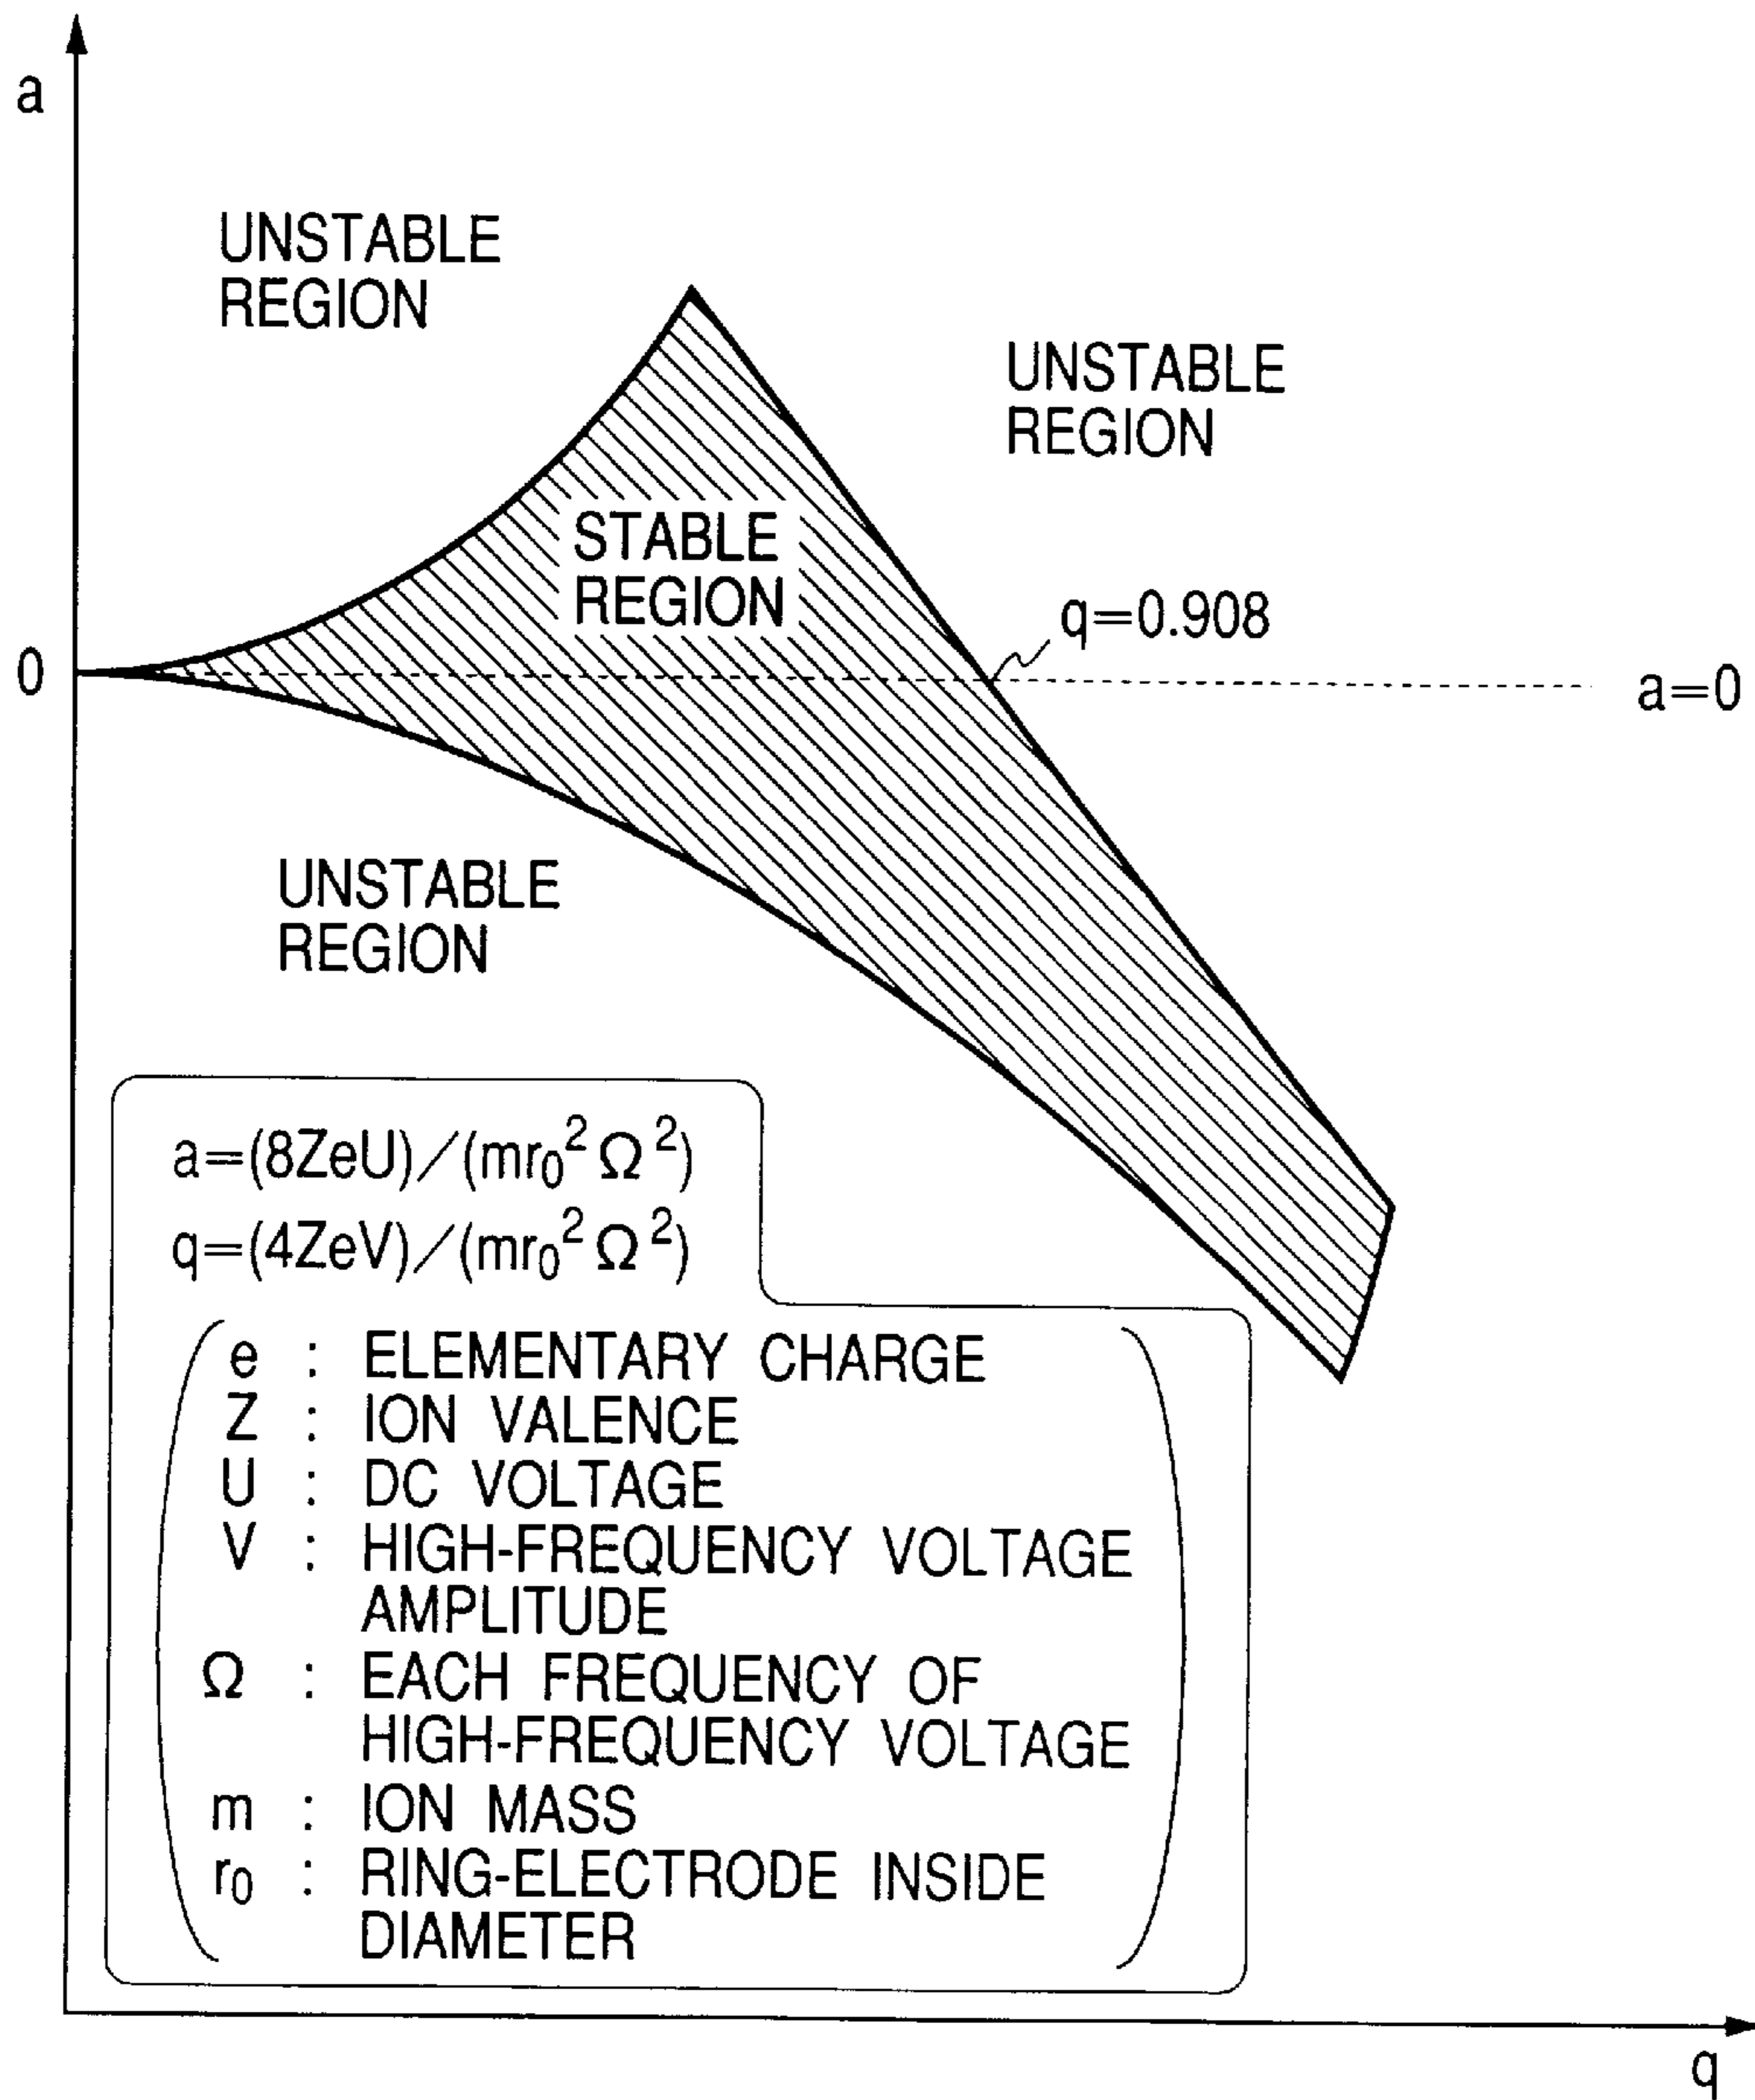 a
UNSTABLE
REGION
UNSTABLE
REGION
STABLE
REGION
q=0.908
0
a=0
UNSTABLE
REGION
a=(8ZeU)/(mr₀²Ω²)
q=(4ZeV)/(mr₀²Ω²)
e : ELEMENTARY CHARGE
Z : ION VALENCE
U : DC VOLTAGE
V : HIGH-FREQUENCY VOLTAGE
AMPLITUDE
Ω : EACH FREQUENCY OF
HIGH-FREQUENCY VOLTAGE
m : ION MASS
r₀ : RING-ELECTRODE INSIDE
DIAMETER
q